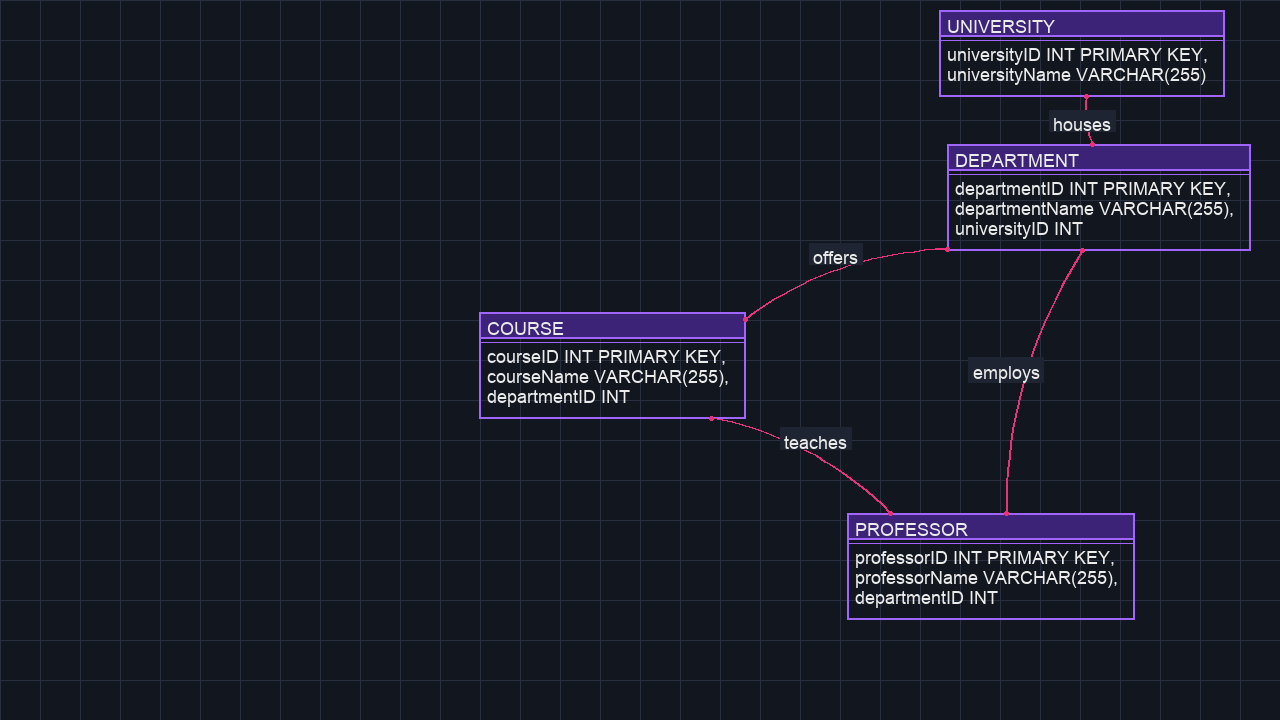 UNIVERSITY
universityID INT PRIMARY KEY,
universityName VARCHAR(255)
houses
DEPARTMENT
departmentID INT PRIMARY KEY,
departmentName VARCHAR(255),
universityID INT
offers
COURSE
courseID INT PRIMARY KEY,
courseName VARCHAR(255),
departmentID INT
employs
teaches
PROFESSOR
professorID INT PRIMARY KEY,
professorName VARCHAR(255),
departmentID INT